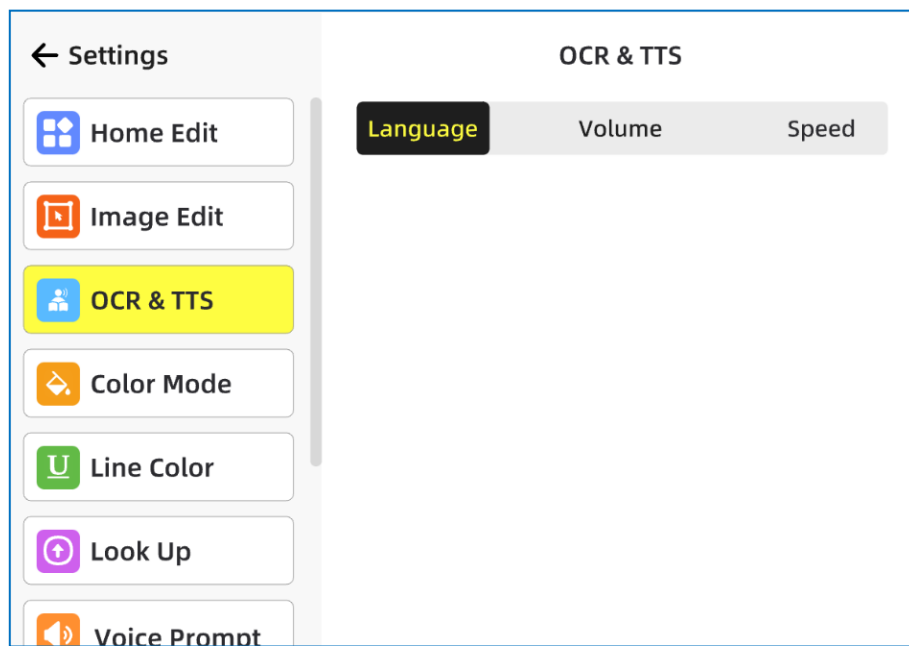 Settings
Home Edit
Image Edit
OCR & TTS
Color Mode
U Line Color
Look Up
Voice Prompt
OCR & TTS
Language Volume Speed